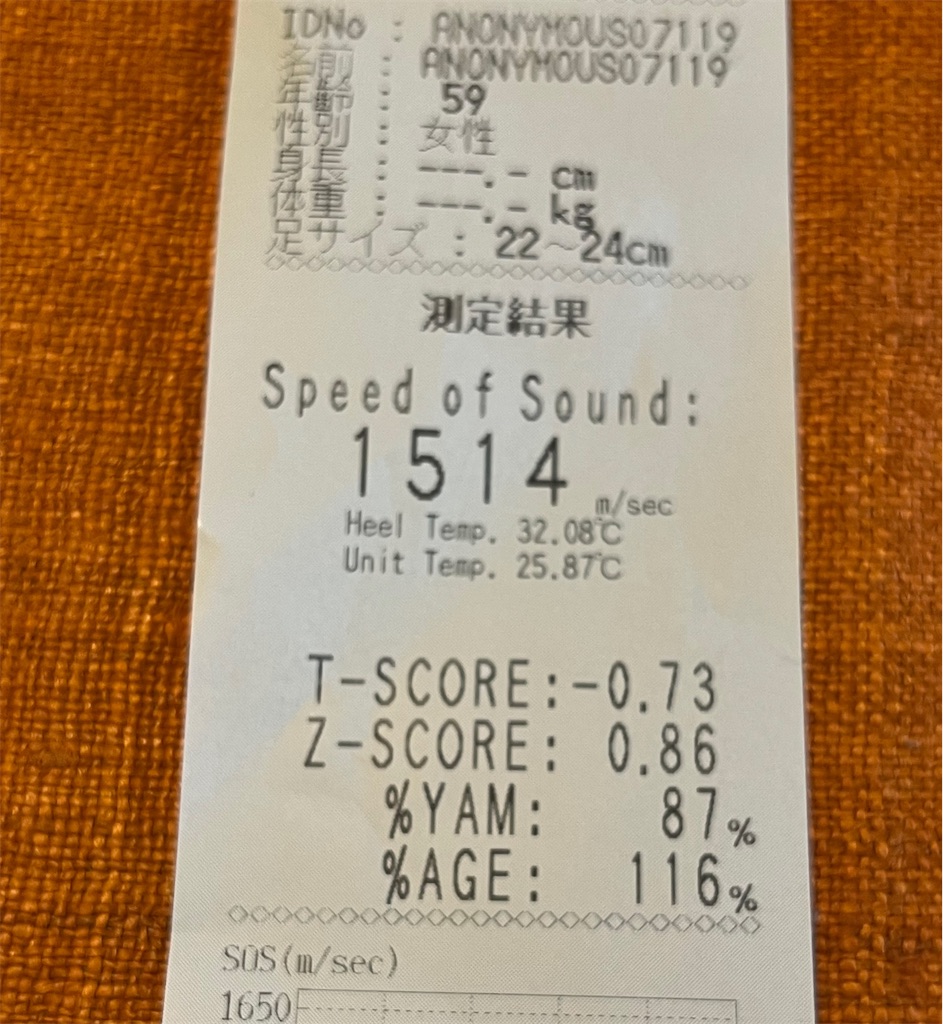 IDNo : ANONYMOUS07119
名前 : ANONYMOUS07119
年齢 : 59
性別 : 女性
身長 : ---.- cm
体重 : ---.- kg
足サイズ : 22~24cm
測定結果
Speed of Sound:
1514 m/sec
Heel Temp. 32.08℃
Unit Temp. 25.87℃
T-SCORE:-0.73
Z-SCORE: 0.86
%YAM: 87%
%AGE: 116%
SOS(m/sec)
1650